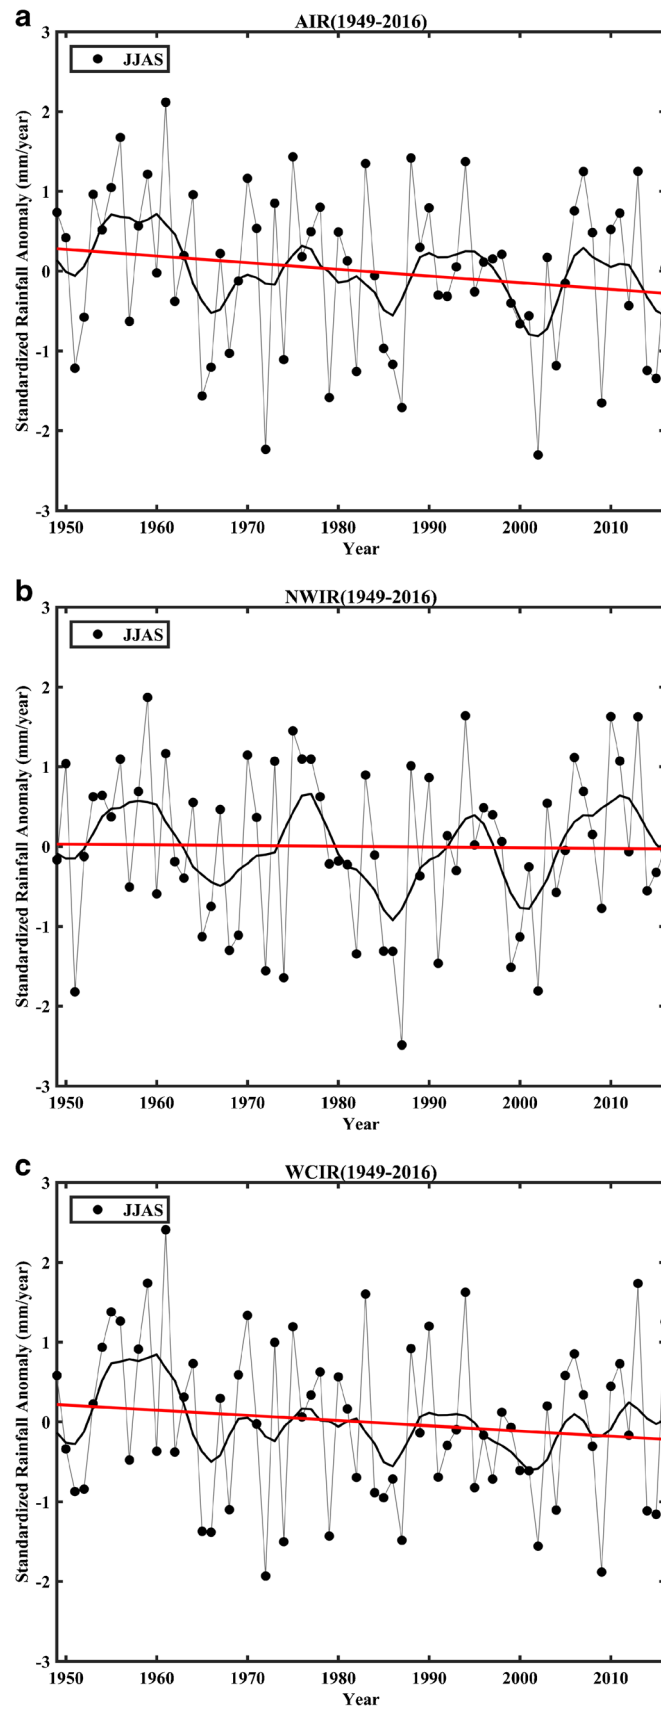 a
AIR(1949-2016)
JJAS
Standardized Rainfall Anomaly (mm/year)
3
2
1
0
-1
-2
-3
1950 1960 1970 1980 1990 2000 2010
Year
b
NWIR(1949-2016)
JJAS
Standardized Rainfall Anomaly (mm/year)
3
2
1
0
-1
-2
-3
1950 1960 1970 1980 1990 2000 2010
Year
c
WCIR(1949-2016)
JJAS
Standardized Rainfall Anomaly (mm/year)
3
2
1
0
-1
-2
-3
1950 1960 1970 1980 1990 2000 2010
Year